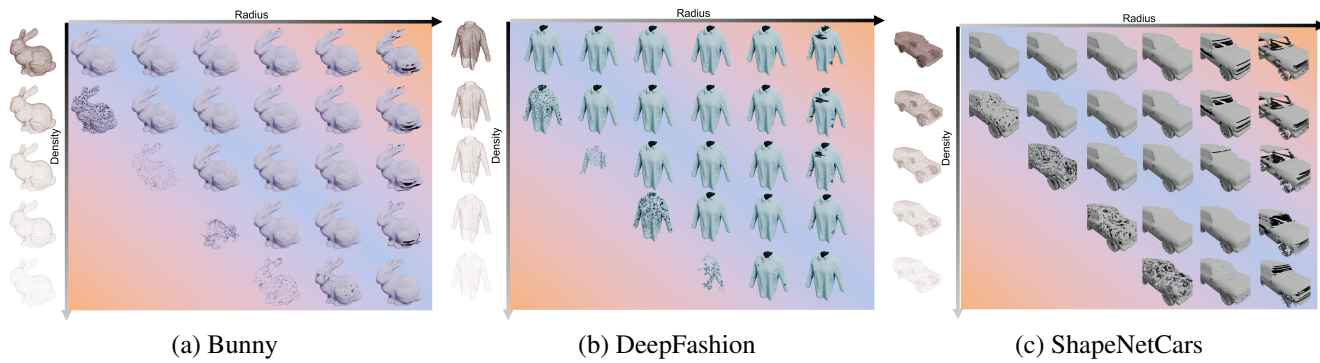 Radius
Density
Radius
Density
Radius
Density
(a) Bunny
(b) DeepFashion
(c) ShapeNetCars